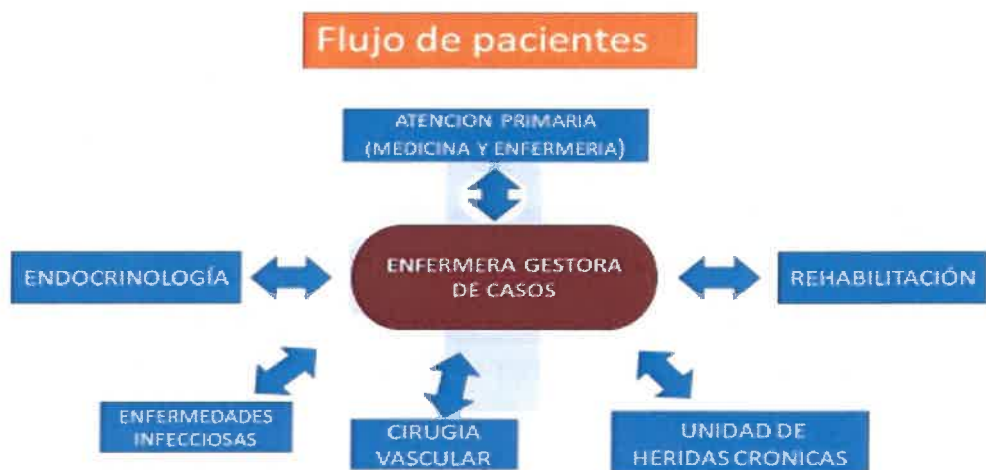 Flujo de pacientes
ATENCION PRIMARIA
(MEDICINA Y ENFERMERIA)
ENDOCRINOLOGÍA
ENFERMERA GESTORA
DE CASOS
REHABILITACIÓN
ENFERMEDADES
INFECCIOSAS
CIRUGIA
VASCULAR
UNIDAD DE
HERIDAS CRONICAS